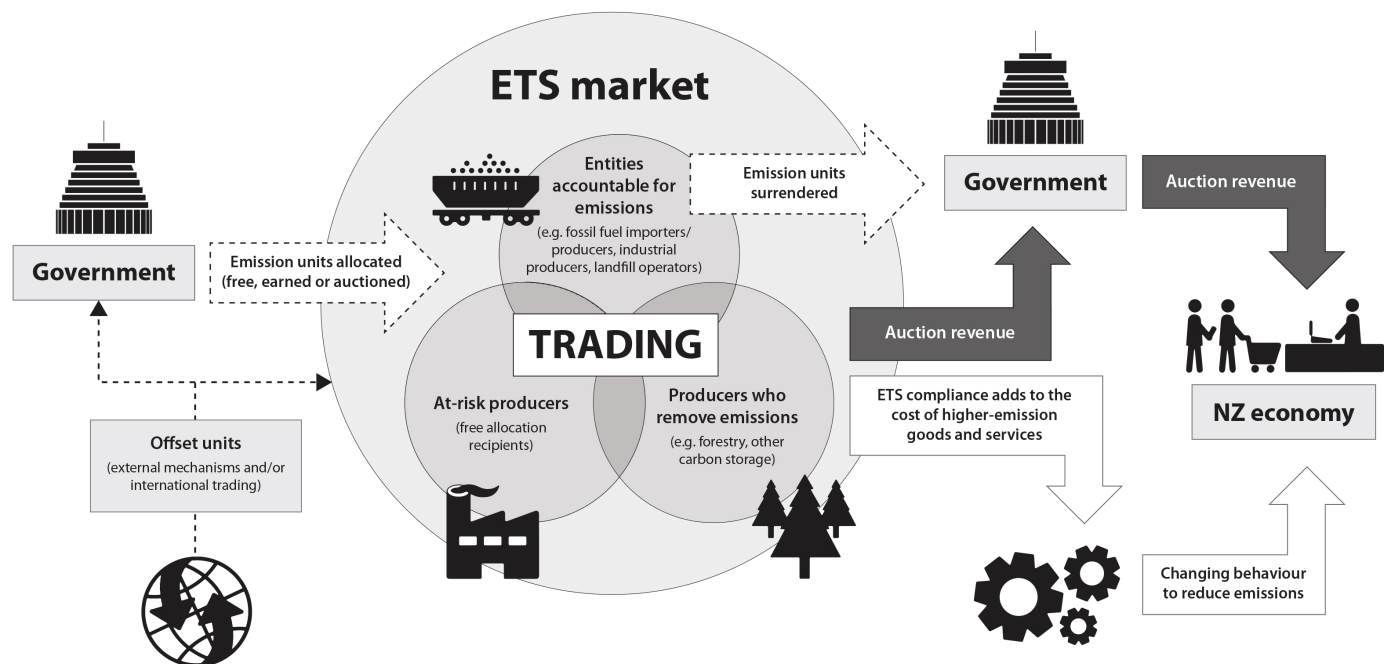 ETS market
Government
Emission units allocated
(free, earned or auctioned)
Offset units
(external mechanisms and/or
international trading)
Entities
accountable for
emissions
(e.g. fossil fuel importers/
producers, industrial
producers, landfill operators)
TRADING
At-risk producers
(free allocation
recipients)
Producers who
remove emissions
(e.g. forestry, other
carbon storage)
Emission units
surrendered
Government
Auction revenue
Auction revenue
ETS compliance adds to the
cost of higher-emission
goods and services
NZ economy
Changing behaviour
to reduce emissions